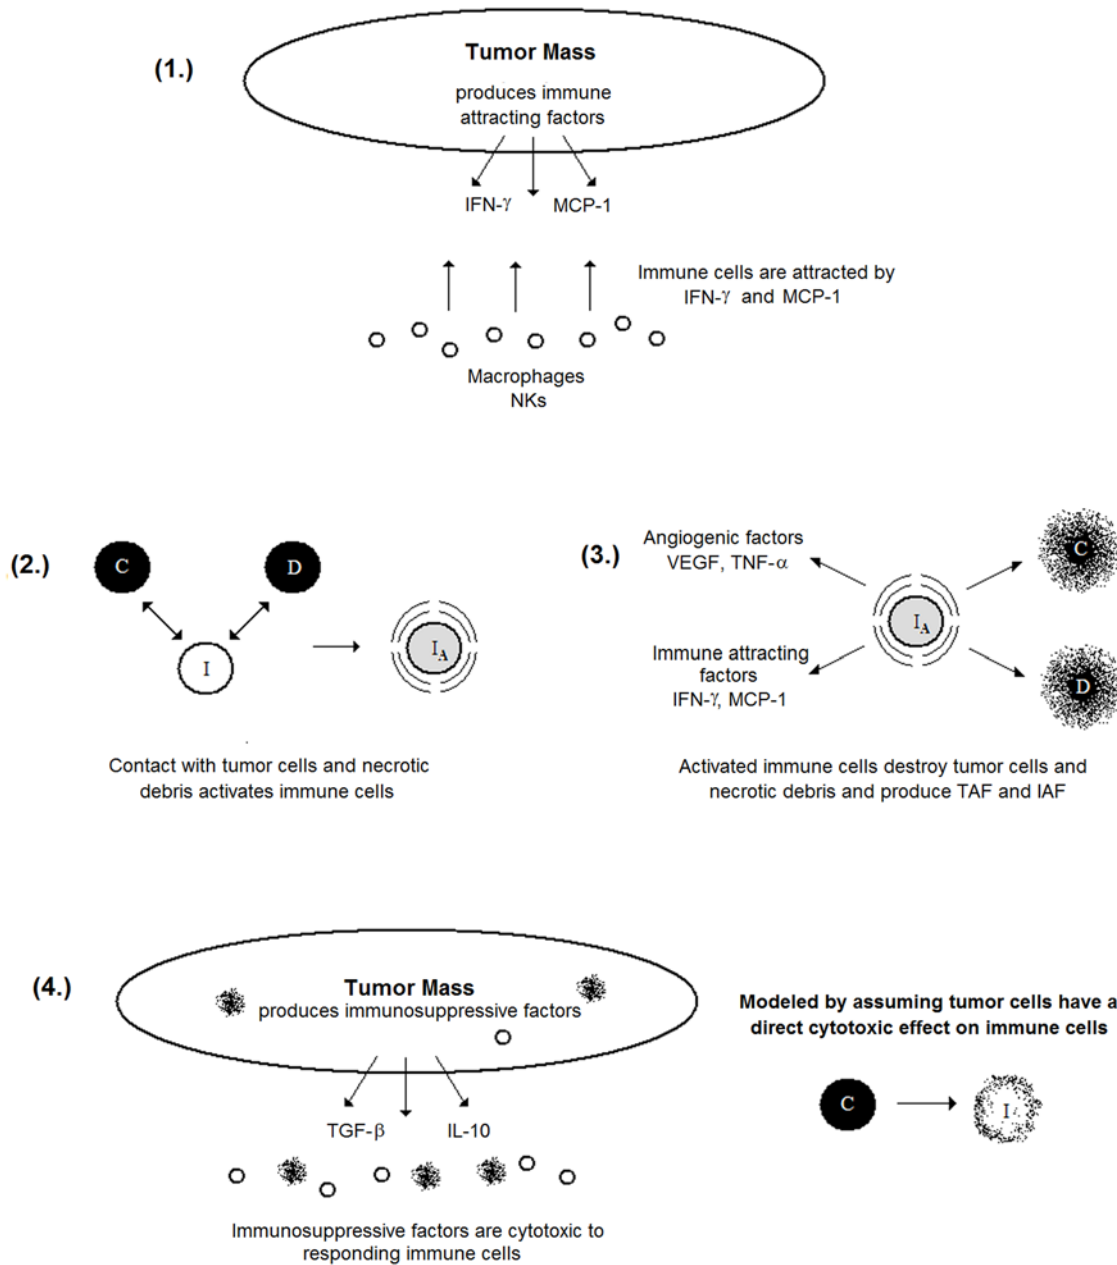 (1.)
Tumor Mass
produces immune
attracting factors
IFN-γ MCP-1
Immune cells are attracted by
IFN-γ and MCP-1
Macrophages
NKs
(2.)
C D
I
I_A
Contact with tumor cells and necrotic
debris activates immune cells
(3.)
Angiogenic factors
VEGF, TNF-α
C
I_A
Immune attracting
factors
IFN-γ, MCP-1
D
Activated immune cells destroy tumor cells and
necrotic debris and produce TAF and IAF
(4.)
Tumor Mass
produces immunosuppressive factors
TGF-β IL-10
Immunosuppressive factors are cytotoxic to
responding immune cells
Modeled by assuming tumor cells have a
direct cytotoxic effect on immune cells
C I